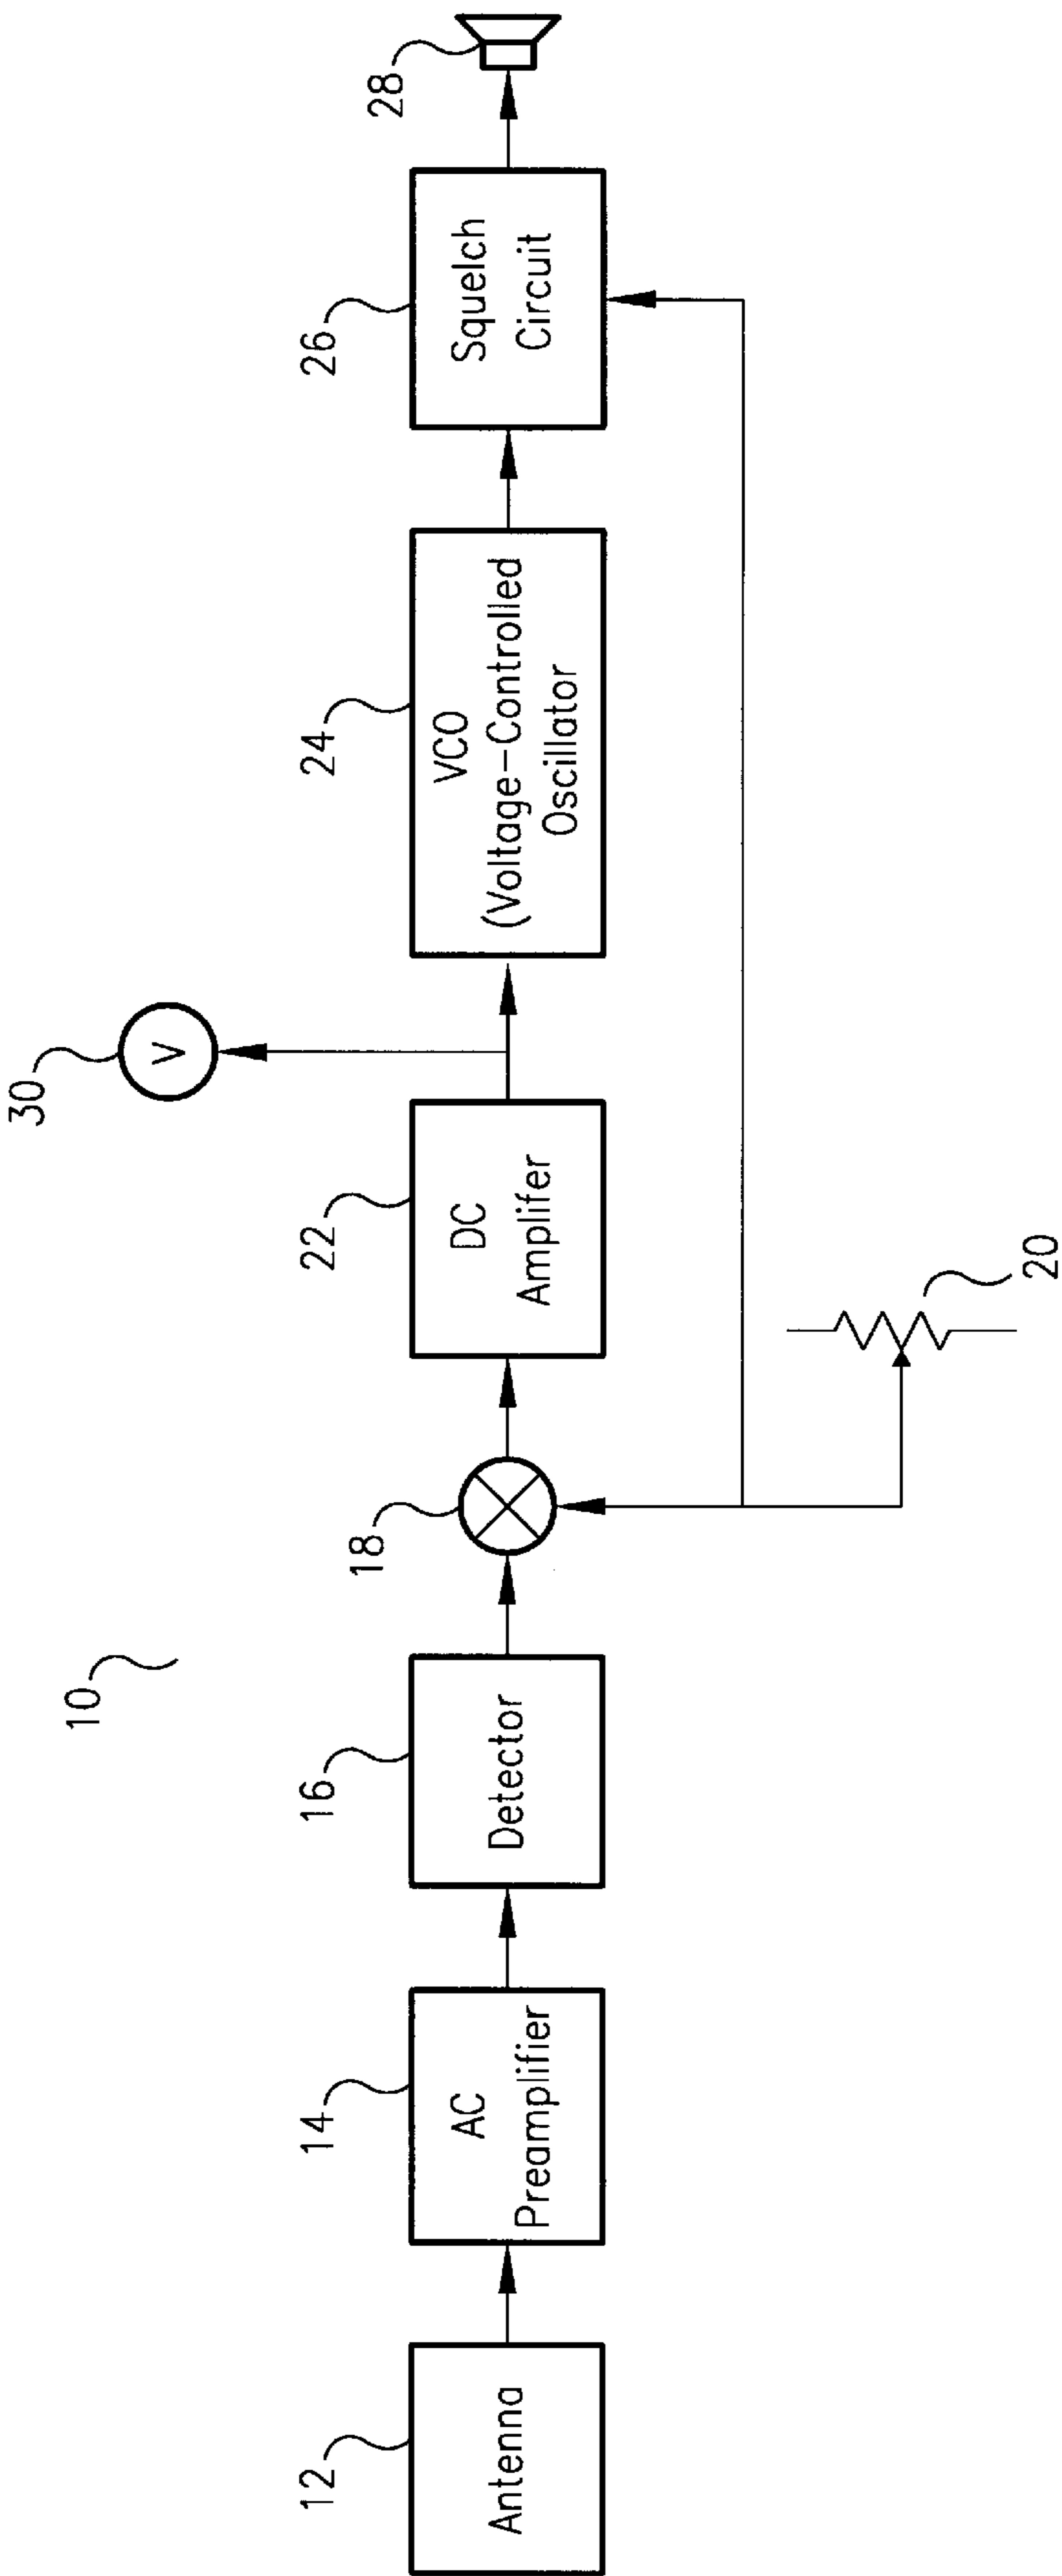 10
12
Antenna
14
AC
Preamplifier
16
Detector
18
20
22
DC
Amplifer
30
V
24
VCO
(Voltage-Controlled
Oscillator
26
Squelch
Circuit
28